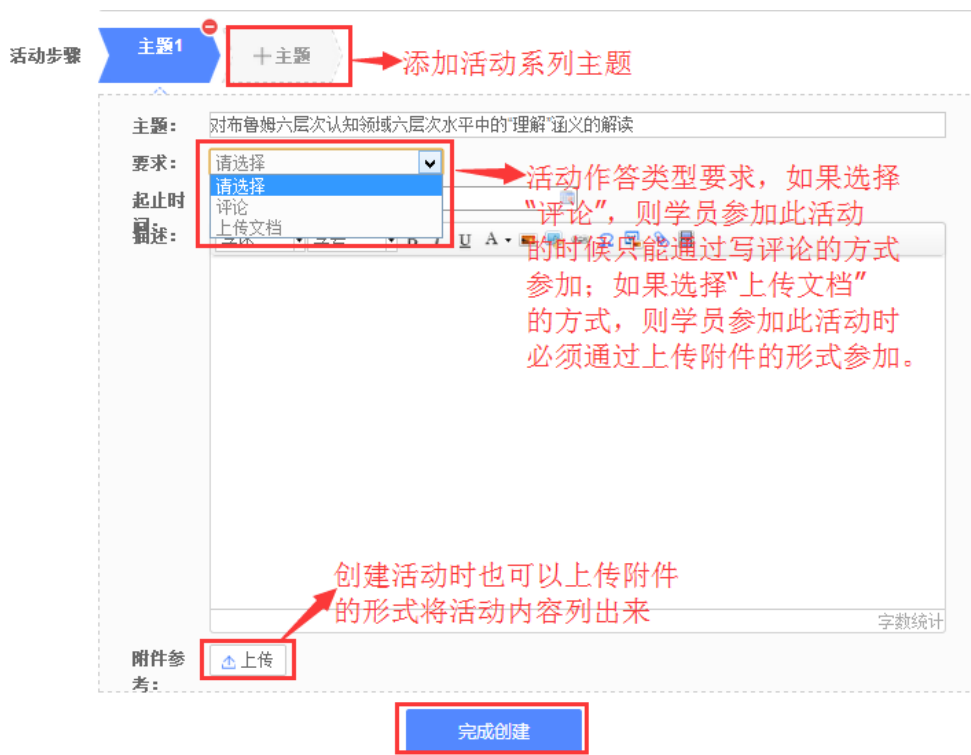 活动步骤
主题1
＋主题
添加活动系列主题
主题：
对布鲁姆六层次认知领域六层次水平中的“理解”涵义的解读
要求：
请选择
请选择
评论
上传文档
活动作答类型要求，如果选择
“评论”，则学员参加此活动
的时候只能通过写评论的方式
参加；如果选择“上传文档”
的方式，则学员参加此活动时
必须通过上传附件的形式参加。
起止时
间：
描述：
B I U A
创建活动时也可以上传附件
的形式将活动内容列出来
字数统计
附件参
考：
上传
完成创建